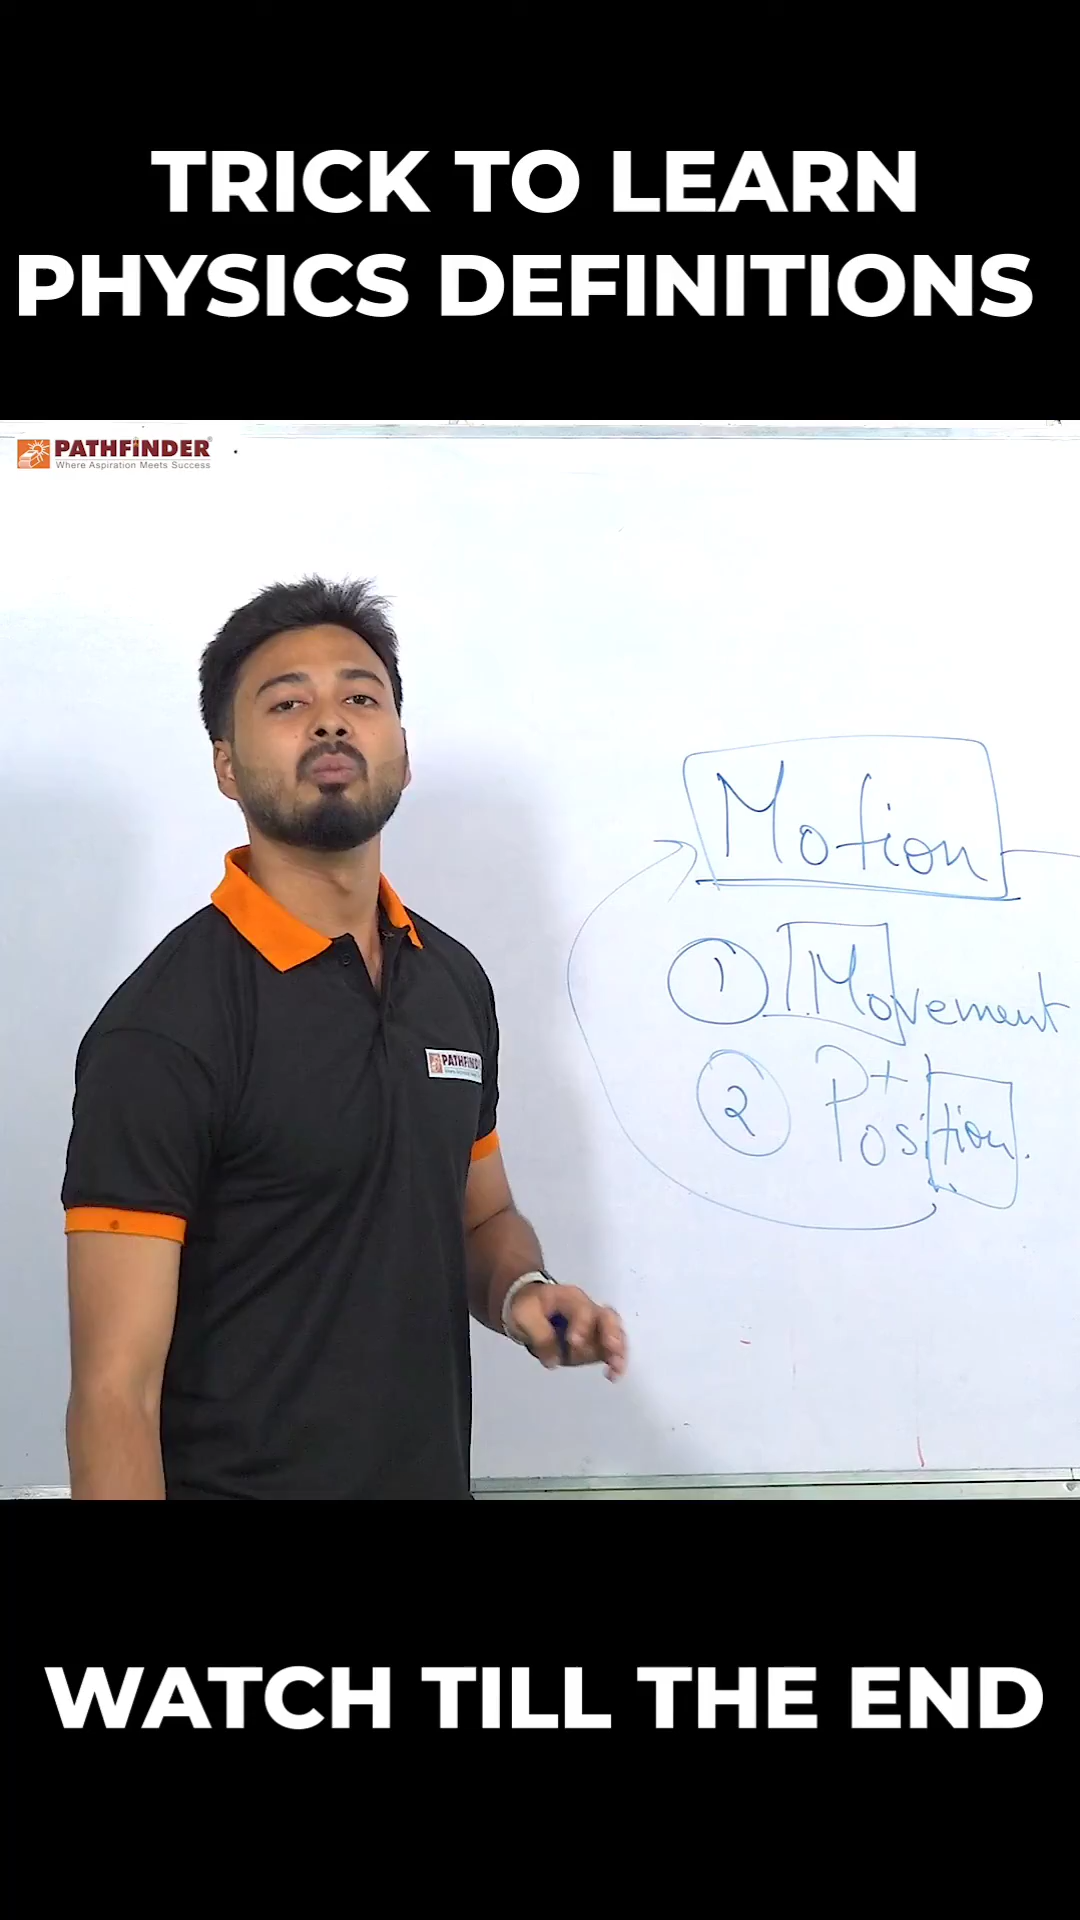 TRICK TO LEARN
PHYSICS DEFINITIONS
PATHFINDER
Where Aspiration Meets Success
Motion
1 Movement
2 Position.
PATHFIND
WATCH TILL THE END